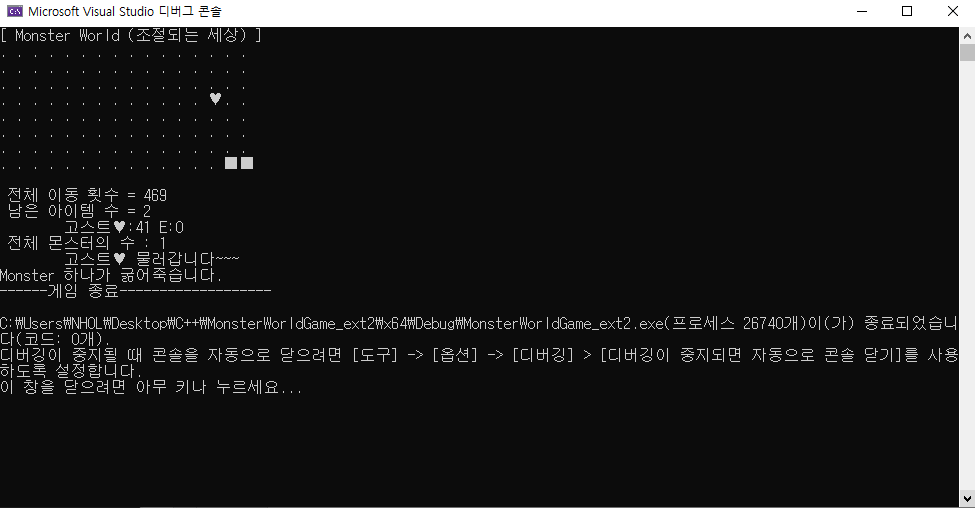 Microsoft Visual Studio 디버그 콘솔
[ Monster World (조절되는 세상) ]
. . . . . . . . . . . . . . . .
. . . . . . . . . . . . . . . .
. . . . . . . . . . . . . . . .
. . . . . . . . . . . . . ♥. .
. . . . . . . . . . . . . . . .
. . . . . . . . . . . . . . . .
. . . . . . . . . . . . . . . .
. . . . . . . . . . . . . . ■■
전체 이동 횟수 = 469
남은 아이템 수 = 2
고스트♥:41 E:0
전체 몬스터의 수 : 1
고스트♥ 물러갑니다~~~
Monster 하나가 굶어죽습니다.
------게임 종료-------------------
C:₩Users₩NHOL₩Desktop₩C++₩MonsterWorldGame_ext2₩x64₩Debug₩MonsterWorldGame_ext2.exe(프로세스 26740개)이(가) 종료되었습니
다(코드: 0개).
디버깅이 중지될 때 콘솔을 자동으로 닫으려면 [도구] -> [옵션] -> [디버깅] > [디버깅이 중지되면 자동으로 콘솔 닫기]를 사용
하도록 설정합니다.
이 창을 닫으려면 아무 키나 누르세요...